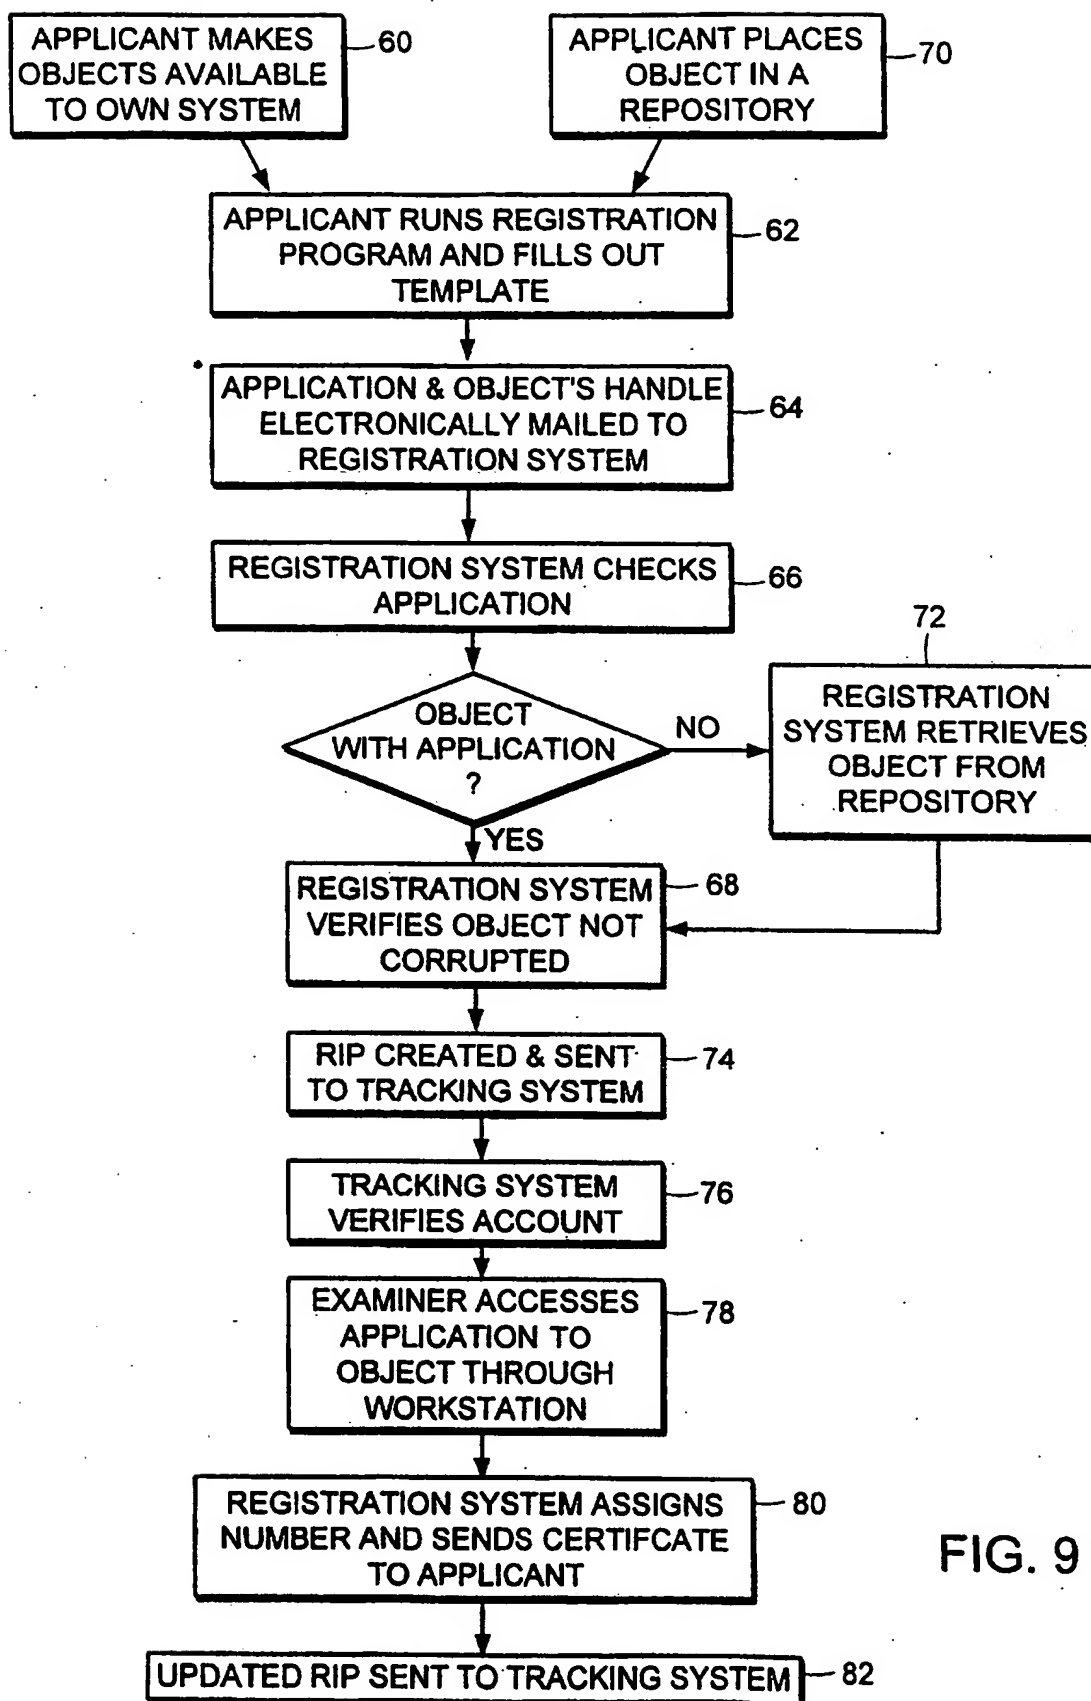 APPLICANT MAKES
OBJECTS AVAILABLE
TO OWN SYSTEM
60
APPLICANT PLACES
OBJECT IN A
REPOSITORY
70
APPLICANT RUNS REGISTRATION
PROGRAM AND FILLS OUT
TEMPLATE
62
APPLICATION & OBJECT'S HANDLE
ELECTRONICALLY MAILED TO
REGISTRATION SYSTEM
64
REGISTRATION SYSTEM CHECKS
APPLICATION
66
OBJECT
WITH APPLICATION
?
NO
72
REGISTRATION
SYSTEM RETRIEVES
OBJECT FROM
REPOSITORY
YES
REGISTRATION SYSTEM
VERIFIES OBJECT NOT
CORRUPTED
68
RIP CREATED & SENT
TO TRACKING SYSTEM
74
TRACKING SYSTEM
VERIFIES ACCOUNT
76
EXAMINER ACCESSES
APPLICATION TO
OBJECT THROUGH
WORKSTATION
78
REGISTRATION SYSTEM ASSIGNS
NUMBER AND SENDS CERTIFCATE
TO APPLICANT
80
UPDATED RIP SENT TO TRACKING SYSTEM
82
FIG. 9